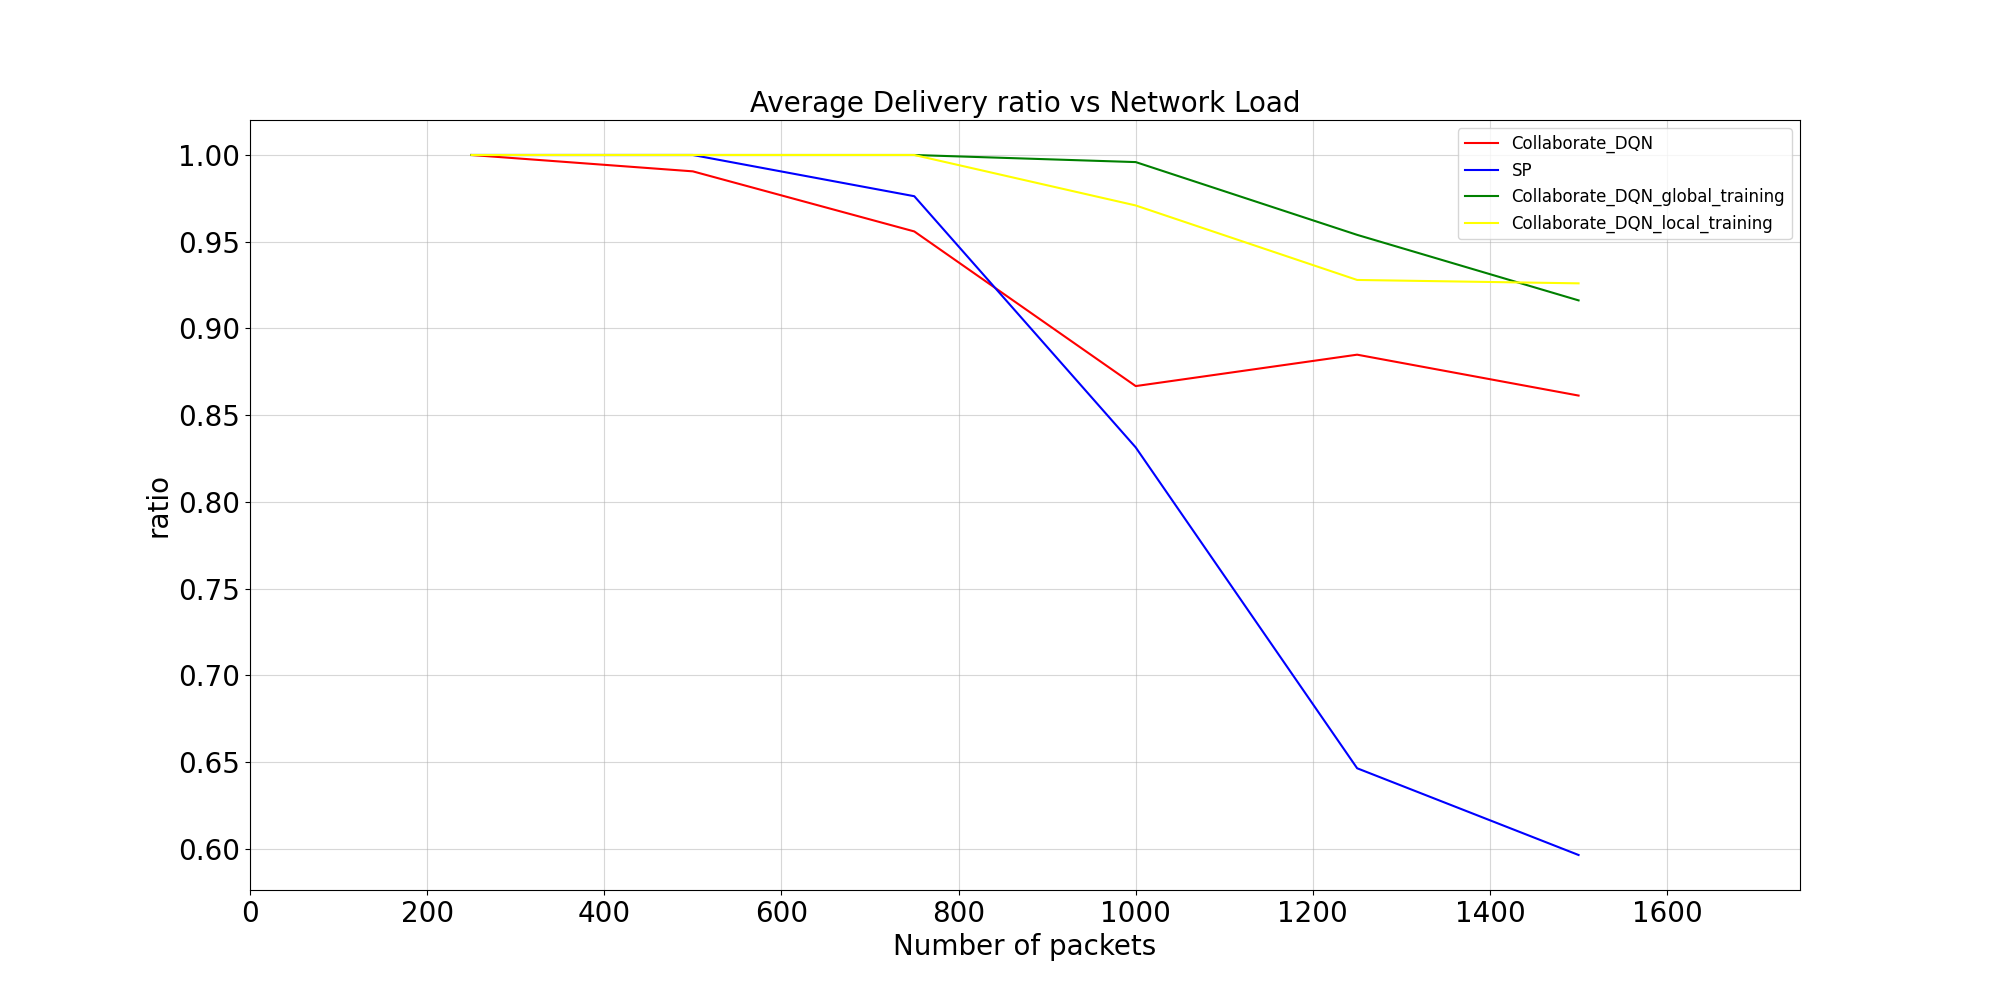 Average Delivery ratio vs Network Load
Collaborate_DQN
SP
Collaborate_DQN_global_training
Collaborate_DQN_local_training
1.00
0.95
0.90
0.85
0.80
0.75
0.70
0.65
0.60
ratio
0 200 400 600 800 1000 1200 1400 1600
Number of packets